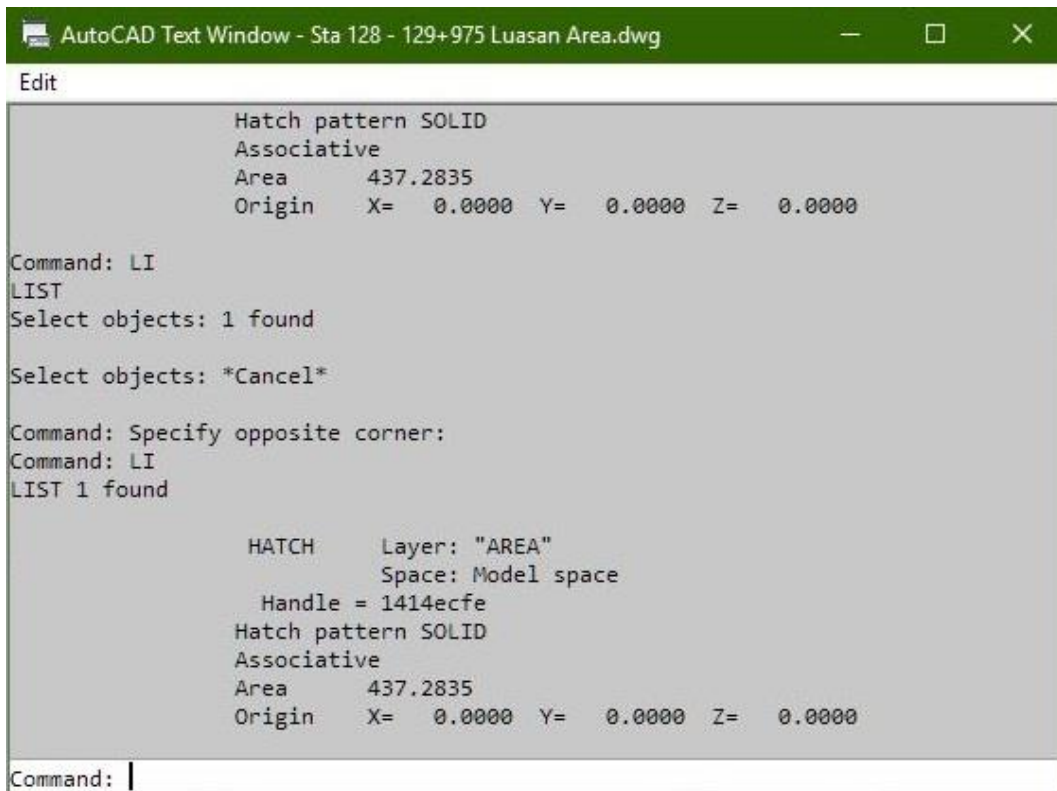 AutoCAD Text Window - Sta 128 - 129+975 Luasan Area.dwg
Edit
Hatch pattern SOLID
Associative
Area 437.2835
Origin X= 0.0000 Y= 0.0000 Z= 0.0000
Command: LI
LIST
Select objects: 1 found
Select objects: *Cancel*
Command: Specify opposite corner:
Command: LI
LIST 1 found
HATCH Layer: "AREA"
Space: Model space
Handle = 1414ecfe
Hatch pattern SOLID
Associative
Area 437.2835
Origin X= 0.0000 Y= 0.0000 Z= 0.0000
Command: